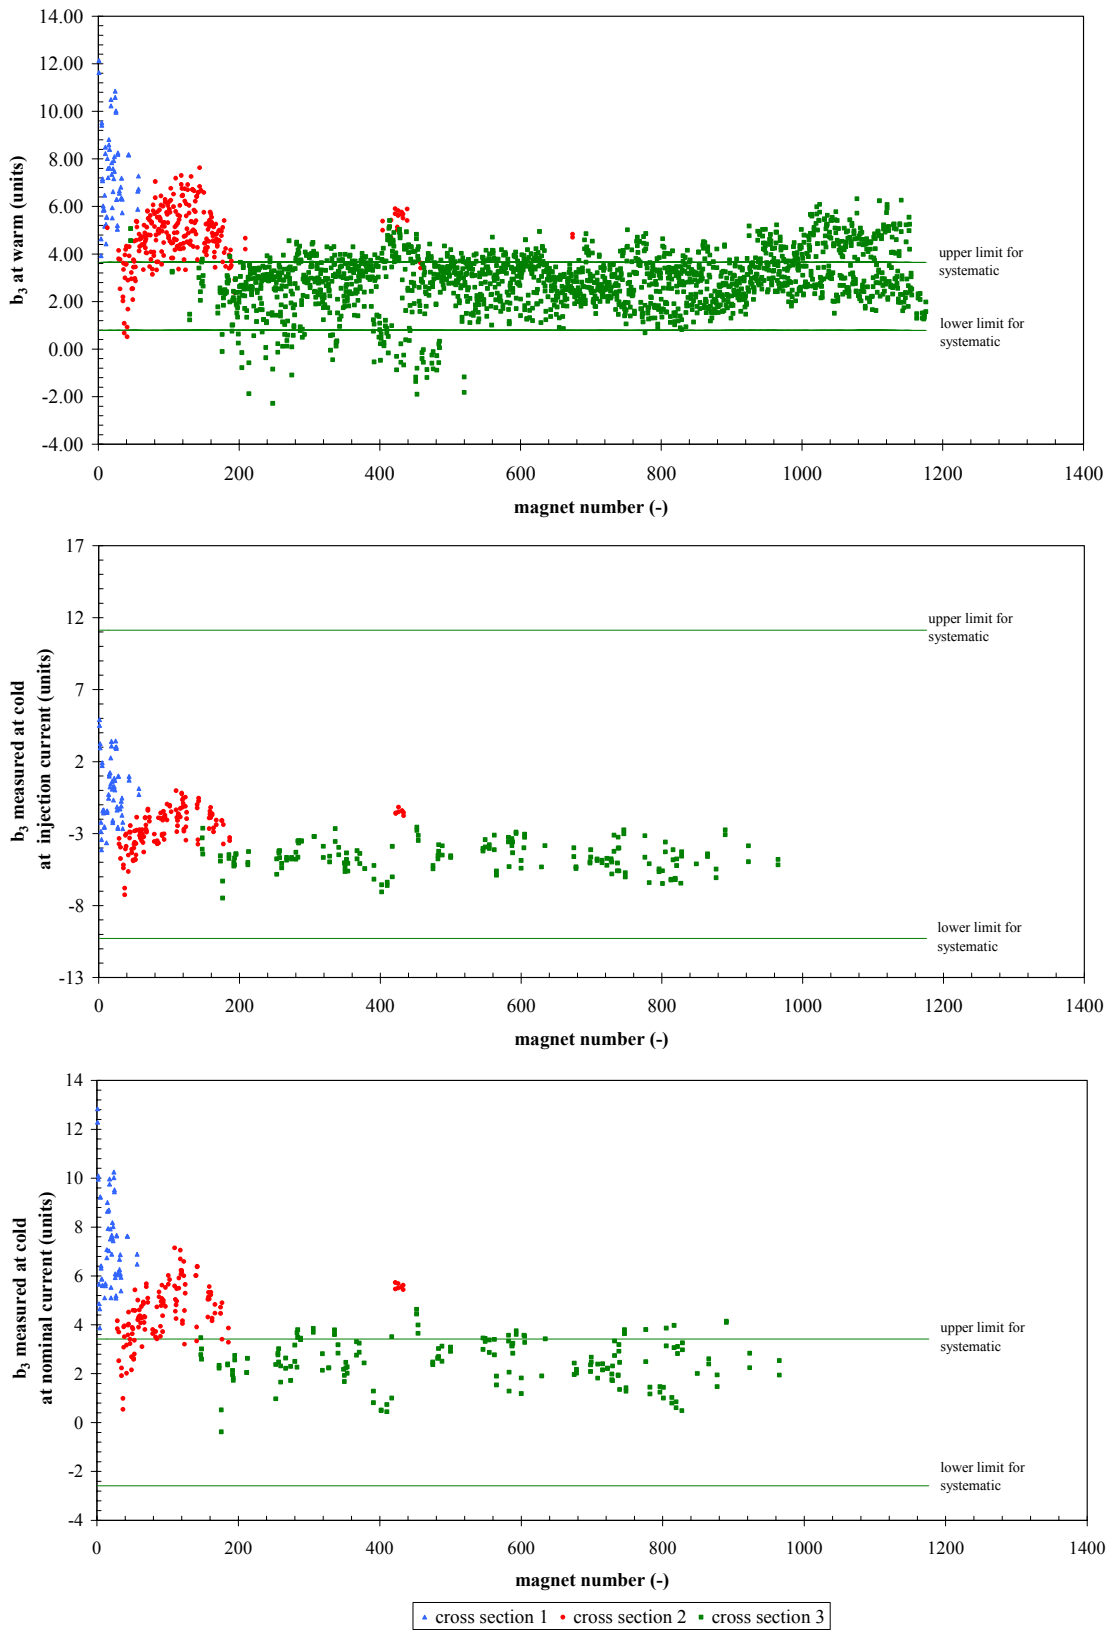 14.00
12.00
10.00
8.00
6.00
4.00
2.00
0.00
-2.00
-4.00
b3 at warm (units)
upper limit for
systematic
lower limit for
systematic
0 200 400 600 800 1000 1200 1400
magnet number (-)
17
12
7
2
-3
-8
-13
b3 measured at cold
at injection current (units)
upper limit for
systematic
lower limit for
systematic
0 200 400 600 800 1000 1200 1400
magnet number (-)
14
12
10
8
6
4
2
0
-2
-4
b3 measured at cold
at nominal current (units)
upper limit for
systematic
lower limit for
systematic
0 200 400 600 800 1000 1200 1400
magnet number (-)
cross section 1 cross section 2 cross section 3